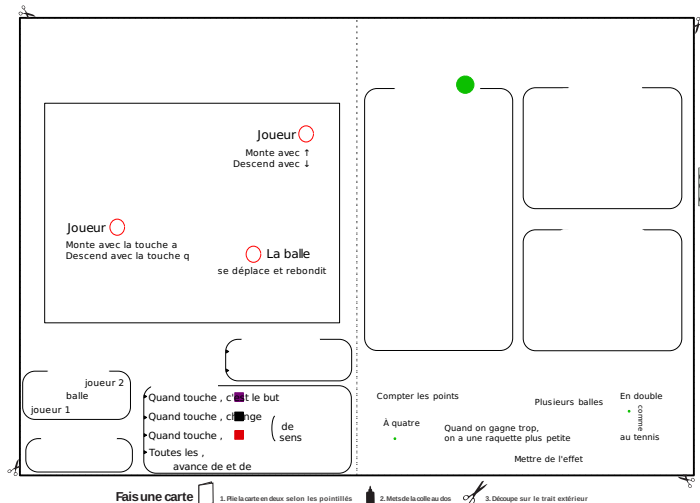 Joueur
Monte avec ↑
Descend avec ↓
Joueur
Monte avec la touche a
Descend avec la touche q
La balle
se déplace et rebondit
joueur 2
balle
joueur 1
Quand touche , c'est le but
Quand touche , change
de
sens
Quand touche ,
Toutes les ,
avance de et de
Compter les points
À quatre
Quand on gagne trop,
on a une raquette plus petite
Plusieurs balles
En double
comme
au tennis
Mettre de l'effet
Fais une carte
1. Plie la carte en deux selon les pointillés
2. Mets de la colle au dos
3. Découpe sur le trait extérieur